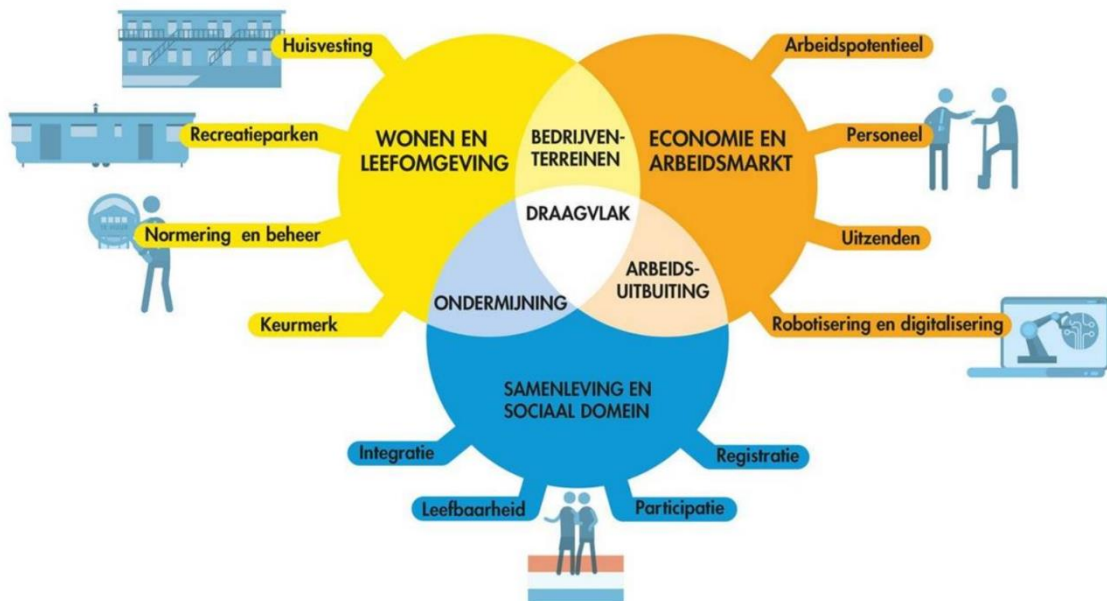 Huisvesting
Recreatieparken
Normering en beheer
Keurmerk
WONEN EN
LEEFOMGEVING
BEDRIJVEN-
TERREINEN
ECONOMIE EN
ARBEIDSMARKT
Arbeidspotentieel
Personeel
Uitzenden
Robotisering en digitalisering
DRAAGVLAK
ONDERMIJNING
ARBEIDS-
UITBUITING
SAMENLEVING EN
SOCIAAL DOMEIN
Integratie
Leefbaarheid
Participatie
Registratie